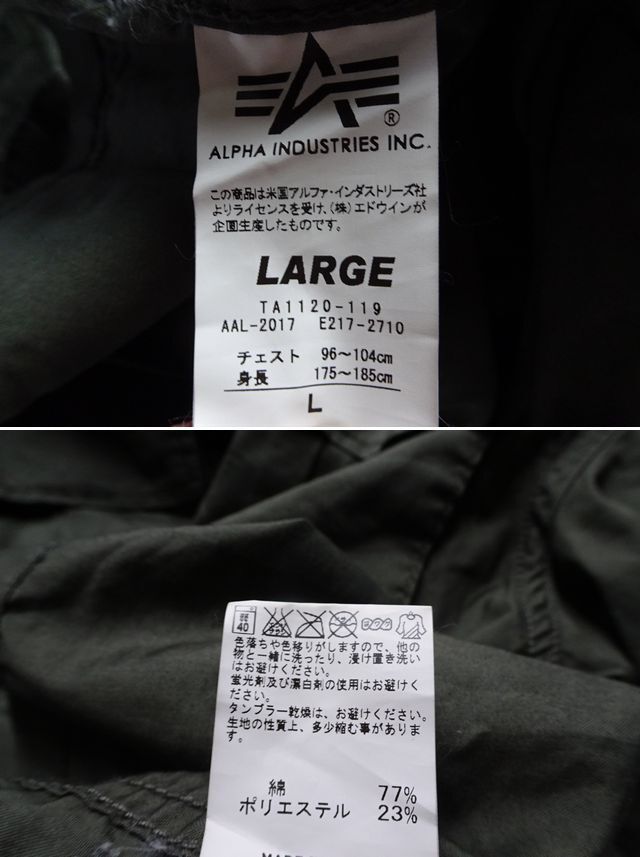 ®
ALPHA INDUSTRIES INC.
この商品は米国アルファ・インダストリーズ社
よりライセンスを受け、(株)エドウインが
企画生産したものです。
LARGE
TA1120-119
AAL-2017 E217-2710
チェスト 96～104cm
身長 175～185cm
L
40
色落ちや色移りがしますので、他の
物と一緒に洗ったり、浸け置き洗い
はお避けください。
蛍光剤及び漂白剤の使用はお避けく
ださい。
タンブラー乾燥は、お避けください。
生地の性質上、多少縮む事がありま
す。
綿 77%
ポリエステル 23%